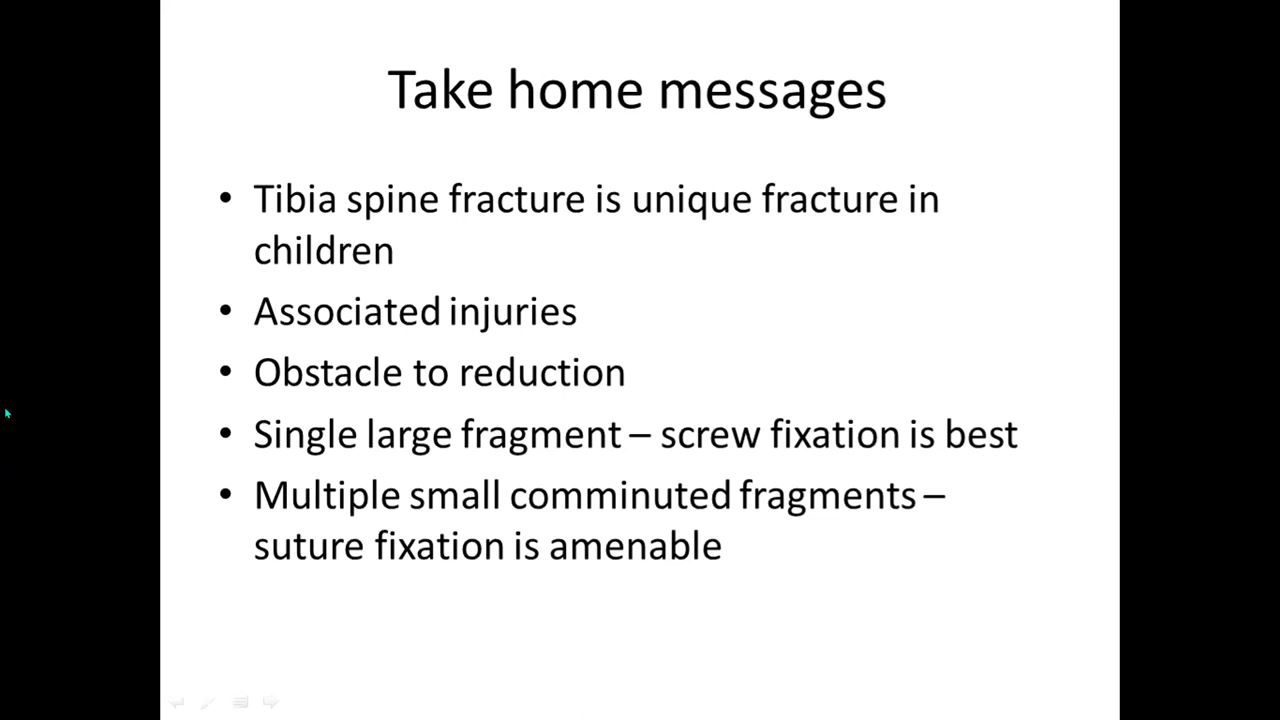 Take home messages
• Tibia spine fracture is unique fracture in
children
• Associated injuries
• Obstacle to reduction
• Single large fragment – screw fixation is best
• Multiple small comminuted fragments –
suture fixation is amenable